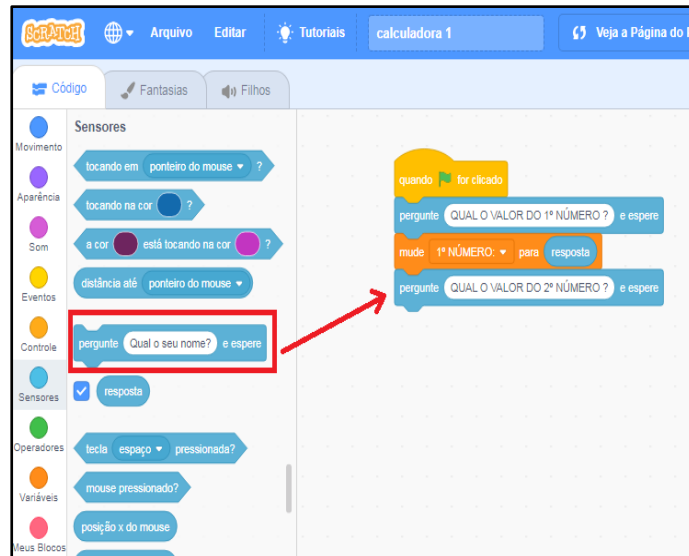 SCRATCH Arquivo Editar Tutoriais calculadora 1 Veja a Página do
Código Fantasias Filhos
Movimento
Aparência
Som
Eventos
Controle
Sensores
Operadores
Variáveis
Meus Blocos
Sensores
tocando em ponteiro do mouse ?
tocando na cor ?
a cor está tocando na cor ?
distância até ponteiro do mouse
pergunte Qual o seu nome? e espere
resposta
tecla espaço pressionada?
mouse pressionado?
posição x do mouse
quando for clicado
pergunte QUAL O VALOR DO 1º NÚMERO ? e espere
mude 1º NÚMERO: para resposta
pergunte QUAL O VALOR DO 2º NÚMERO ? e espere